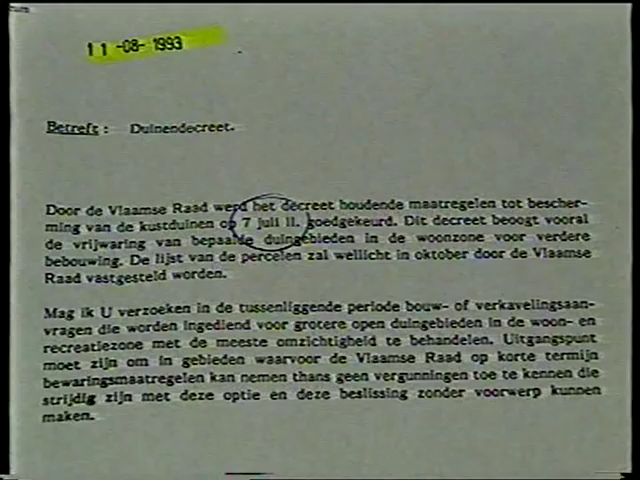 11 -08- 1993
Betreft : Duinendecreet.
Door de Vlaamse Raad werd het decreet houdende maatregelen tot bescher-
ming van de kustduinen op 7 juli ll. goedgekeurd. Dit decreet beoogt vooral
de vrijwaring van bepaalde duingebieden in de woonzone voor verdere
bebouwing. De lijst van de percelen zal wellicht in oktober door de Vlaamse
Raad vastgesteld worden.
Mag ik U verzoeken in de tussenliggende periode bouw- of verkavelingsaan-
vragen die worden ingediend voor grotere open duingebieden in de woon- en
recreatiezone met de meeste omzichtigheid te behandelen. Uitgangspunt
moet zijn om in gebieden waarvoor de Vlaamse Raad op korte termijn
bewaringsmaatregelen kan nemen thans geen vergunningen toe te kennen die
strijdig zijn met deze optie en deze beslissing zonder voorwerp kunnen
maken.